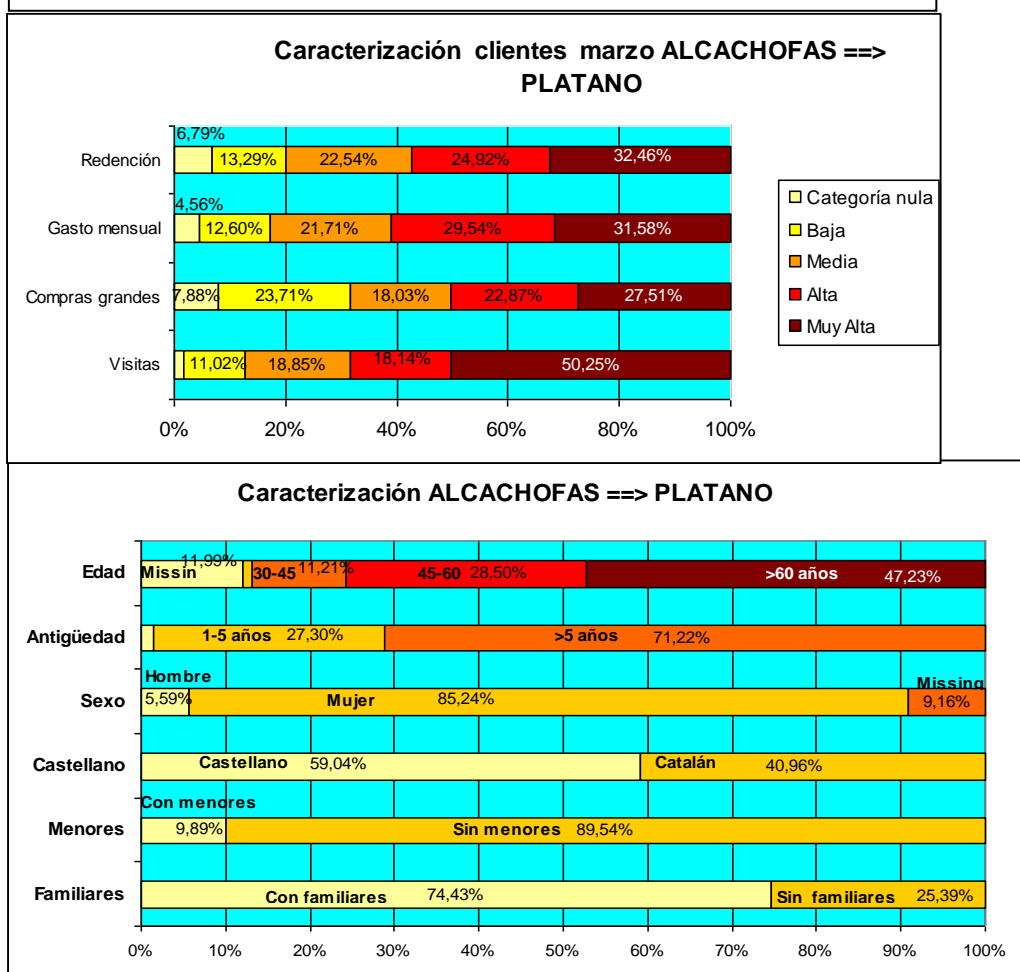 Caracterización clientes marzo ALCACHOFAS ==>
PLATANO
Redención
6,79%
13,29%
22,54%
24,92%
32,46%
Gasto mensual
4,56%
12,60%
21,71%
29,54%
31,58%
Compras grandes
7,88%
23,71%
18,03%
22,87%
27,51%
Visitas
11,02%
18,85%
18,14%
50,25%
0%
20%
40%
60%
80%
100%
Categoría nula
Baja
Media
Alta
Muy Alta
Caracterización ALCACHOFAS ==> PLATANO
Edad
Missin
11,99%
30-45
11,21%
45-60
28,50%
>60 años
47,23%
Antigüedad
1-5 años
27,30%
>5 años
71,22%
Sexo
Hombre
5,59%
Mujer
85,24%
Missing
9,16%
Castellano
Castellano
59,04%
Catalán
40,96%
Menores
Con menores
9,89%
Sin menores
89,54%
Familiares
Con familiares
74,43%
Sin familiares
25,39%
0%
10%
20%
30%
40%
50%
60%
70%
80%
90%
100%